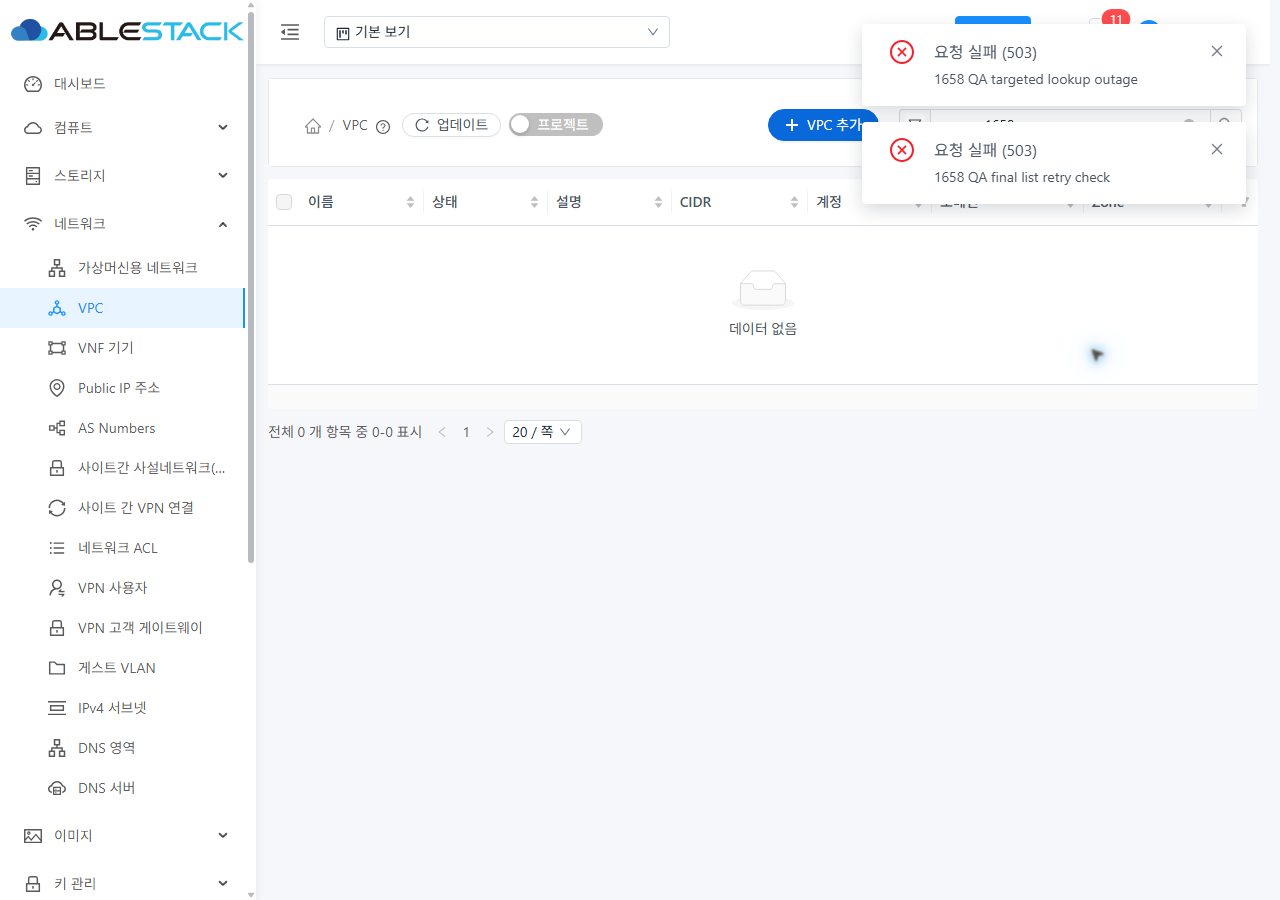 ABLESTACK
기본 보기
11
요청 실패 (503)
1658 QA targeted lookup outage
대시보드
컴퓨트
/ VPC
업데이트
프로젝트
VPC 추가
요청 실패 (503)
1658 QA final list retry check
스토리지
이름
상태
설명
CIDR
계정
네트워크
가상머신용 네트워크
VPC
데이터 없음
VNF 기기
Public IP 주소
AS Numbers
전체 0 개 항목 중 0-0 표시
1
20 / 쪽
사이트간 사설네트워크(...
사이트 간 VPN 연결
네트워크 ACL
VPN 사용자
VPN 고객 게이트웨이
게스트 VLAN
IPv4 서브넷
DNS 영역
DNS 서버
이미지
키 관리